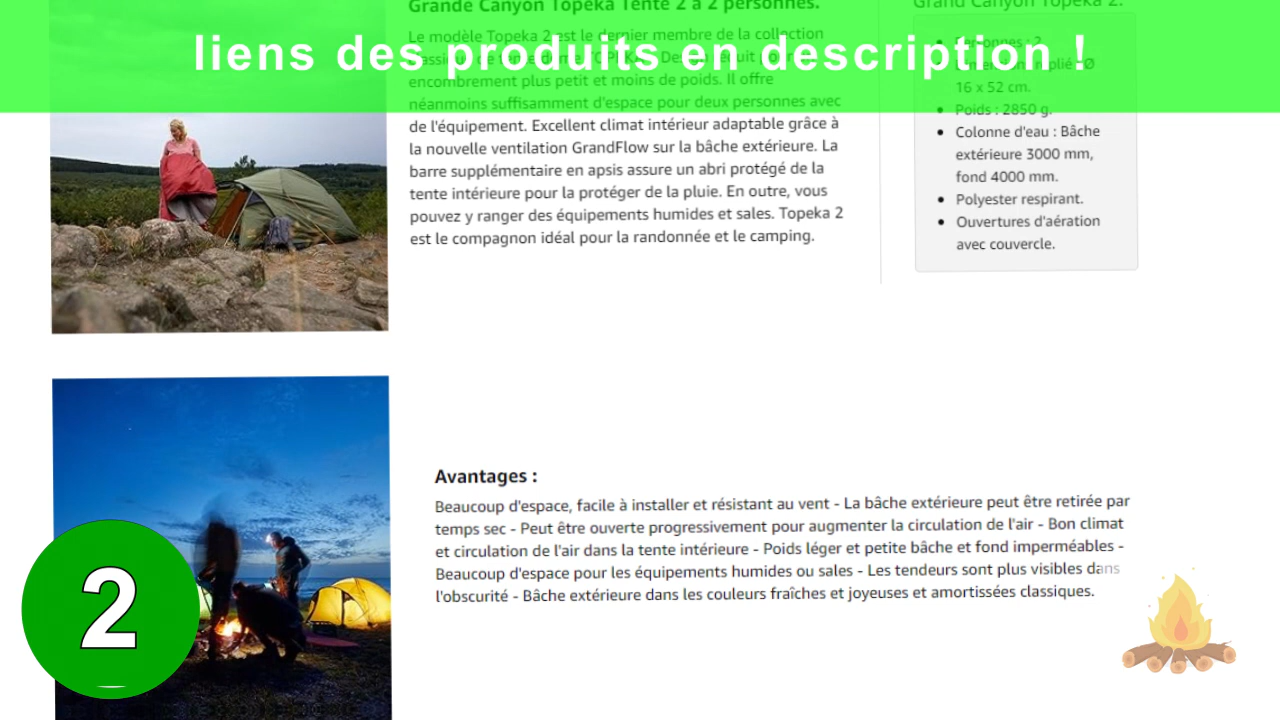 Grande Canyon Topeka Tente 2 à 2 personnes.
Grand Canyon Topeka 2.
liens des produits en description !
Le modèle Topeka 2 est le dernier membre de la collection
encombrement plus petit et moins de poids. Il offre
néanmoins suffisamment d'espace pour deux personnes avec
de l'équipement. Excellent climat intérieur adaptable grâce à
la nouvelle ventilation GrandFlow sur la bâche extérieure. La
barre supplémentaire en apsis assure un abri protégé de la
tente intérieure pour la protéger de la pluie. En outre, vous
pouvez y ranger des équipements humides et sales. Topeka 2
est le compagnon idéal pour la randonnée et le camping.
Personnes : 2
16 x 52 cm.
Poids : 2850 g.
Colonne d'eau : Bâche
extérieure 3000 mm,
fond 4000 mm.
Polyester respirant.
Ouvertures d'aération
avec couvercle.
Avantages :
Beaucoup d'espace, facile à installer et résistant au vent - La bâche extérieure peut être retirée par
temps sec - Peut être ouverte progressivement pour augmenter la circulation de l'air - Bon climat
et circulation de l'air dans la tente intérieure - Poids léger et petite bâche et fond imperméables -
Beaucoup d'espace pour les équipements humides ou sales - Les tendeurs sont plus visibles dans
l'obscurité - Bâche extérieure dans les couleurs fraîches et joyeuses et amortissées classiques.
2